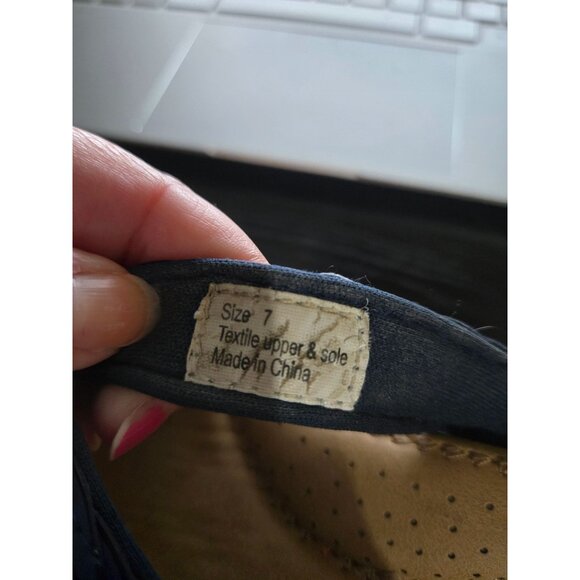 Size 7
Textile upper & sole
Made in China